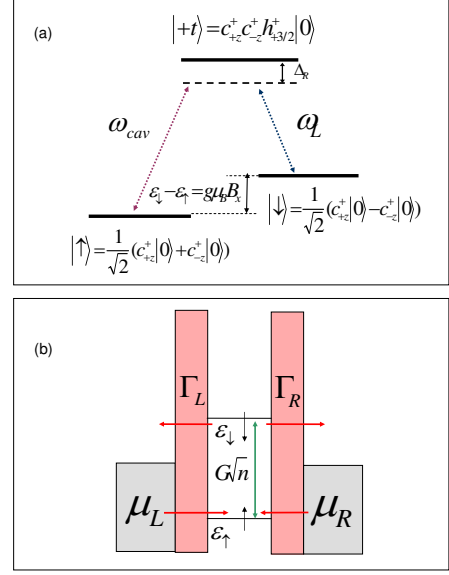 (a)
|+t⟩=c⁺₊z c⁺₋z h⁺₊₃/₂|0⟩
Δ_R
ω_cav
ω_L
ε↓−ε↑=gμ_B B_x
|↓⟩=1/√2(c⁺₊z|0⟩−c⁺₋z|0⟩)
|↑⟩=1/√2(c⁺₊z|0⟩+c⁺₋z|0⟩)
(b)
Γ_L
Γ_R
ε↓
G√n
μ_L
μ_R
ε↑